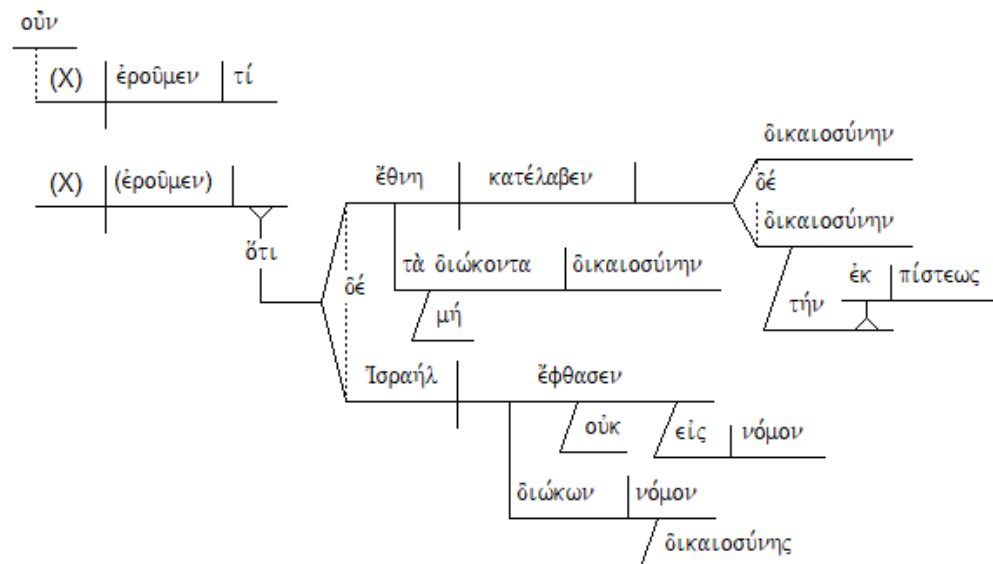 οὖν
(X) ἐροῦμεν τί
(X) (ἐροῦμεν)
ὅτι
δέ
ἔθνη κατέλαβεν
δικαιοσύνην
δέ
δικαιοσύνην
τήν
ἐκ πίστεως
τὰ διώκοντα δικαιοσύνην
μή
Ἰσραήλ ἔφθασεν
οὐκ
εἰς νόμον
διώκων νόμον
δικαιοσύνης